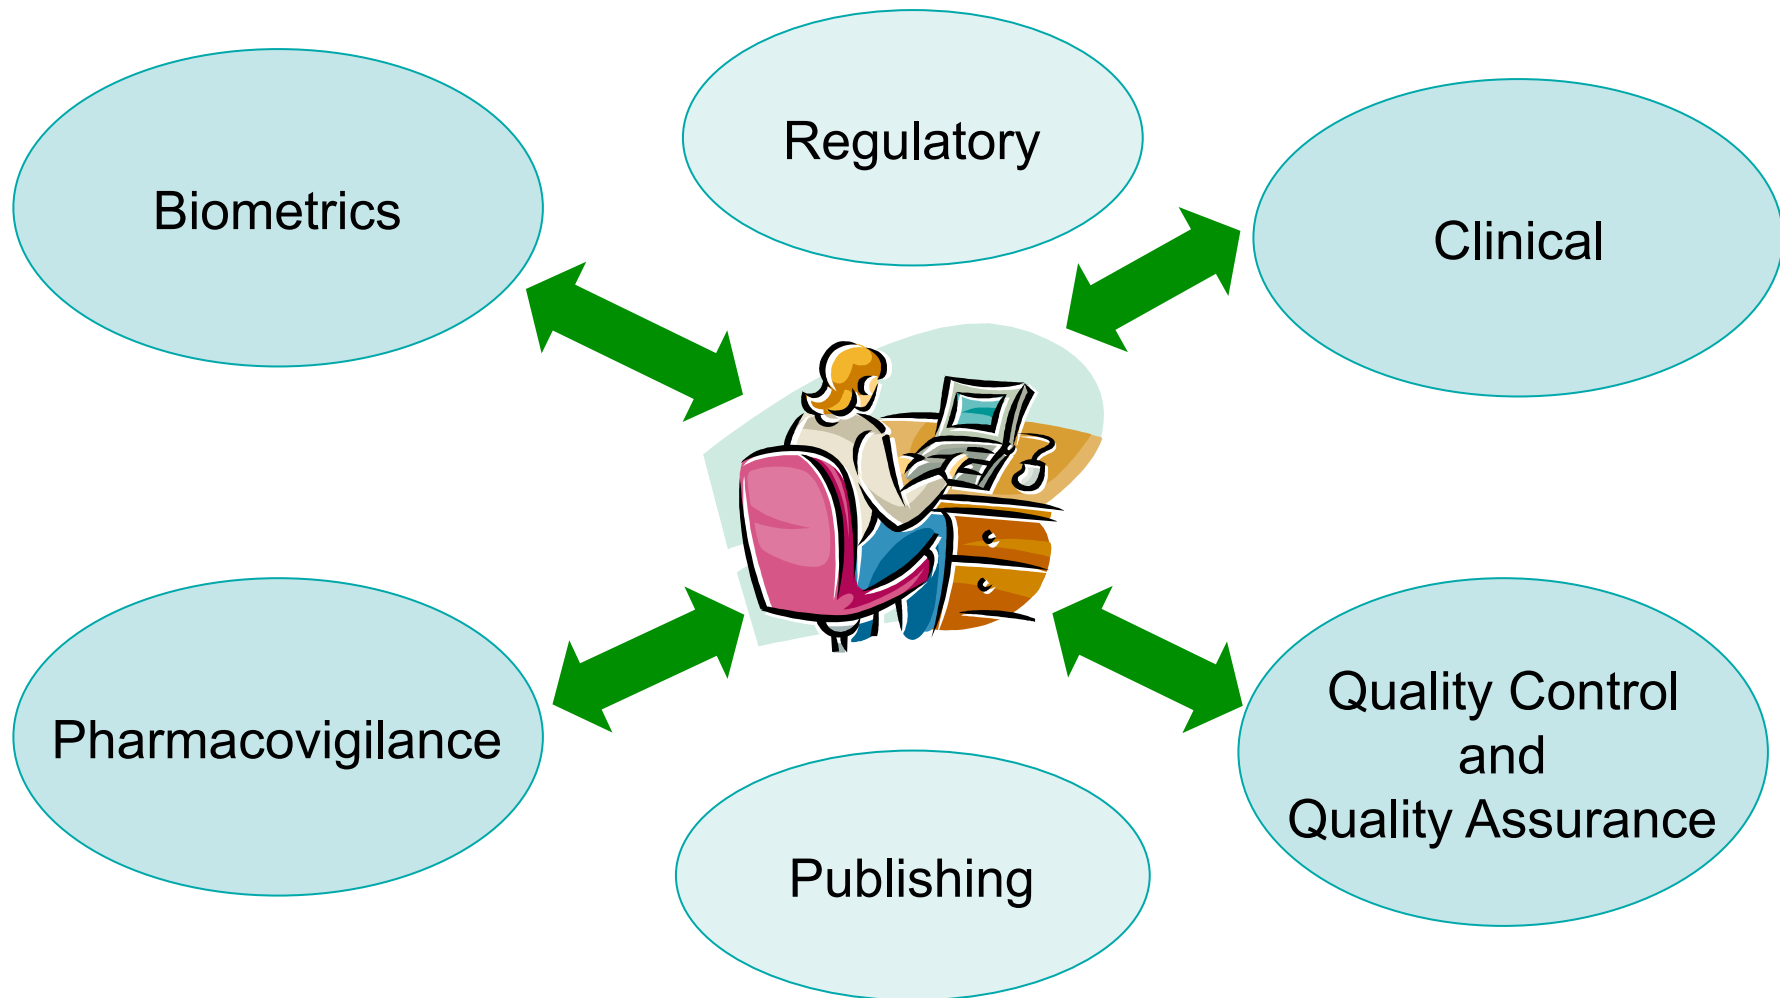 Regulatory
Biometrics
Clinical
Pharmacovigilance
Quality Control
and
Quality Assurance
Publishing